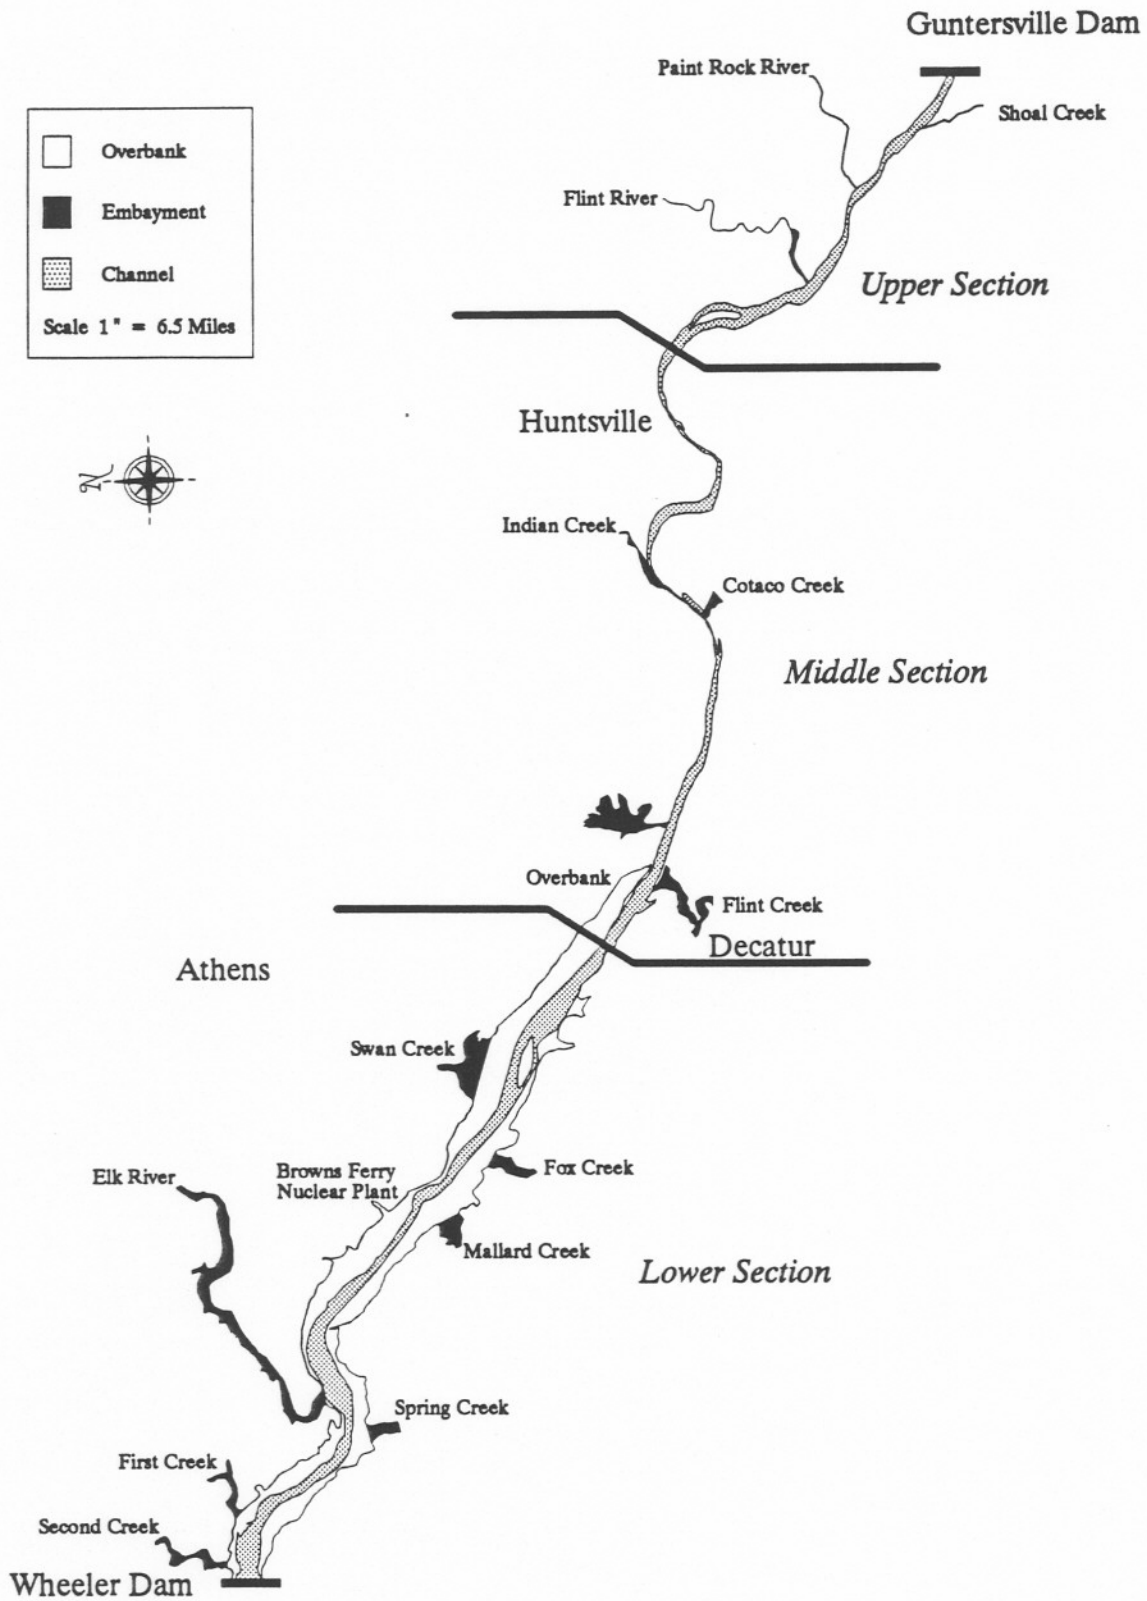 Guntersville Dam
Paint Rock River
Shoal Creek
Overbank
Embayment
Channel
Scale 1" = 6.5 Miles
Flint River
Upper Section
Huntsville
N
Indian Creek
Cotaco Creek
Middle Section
Overbank
Flint Creek
Decatur
Athens
Swan Creek
Browns Ferry
Nuclear Plant
Elk River
Fox Creek
Mallard Creek
Lower Section
Spring Creek
First Creek
Second Creek
Wheeler Dam